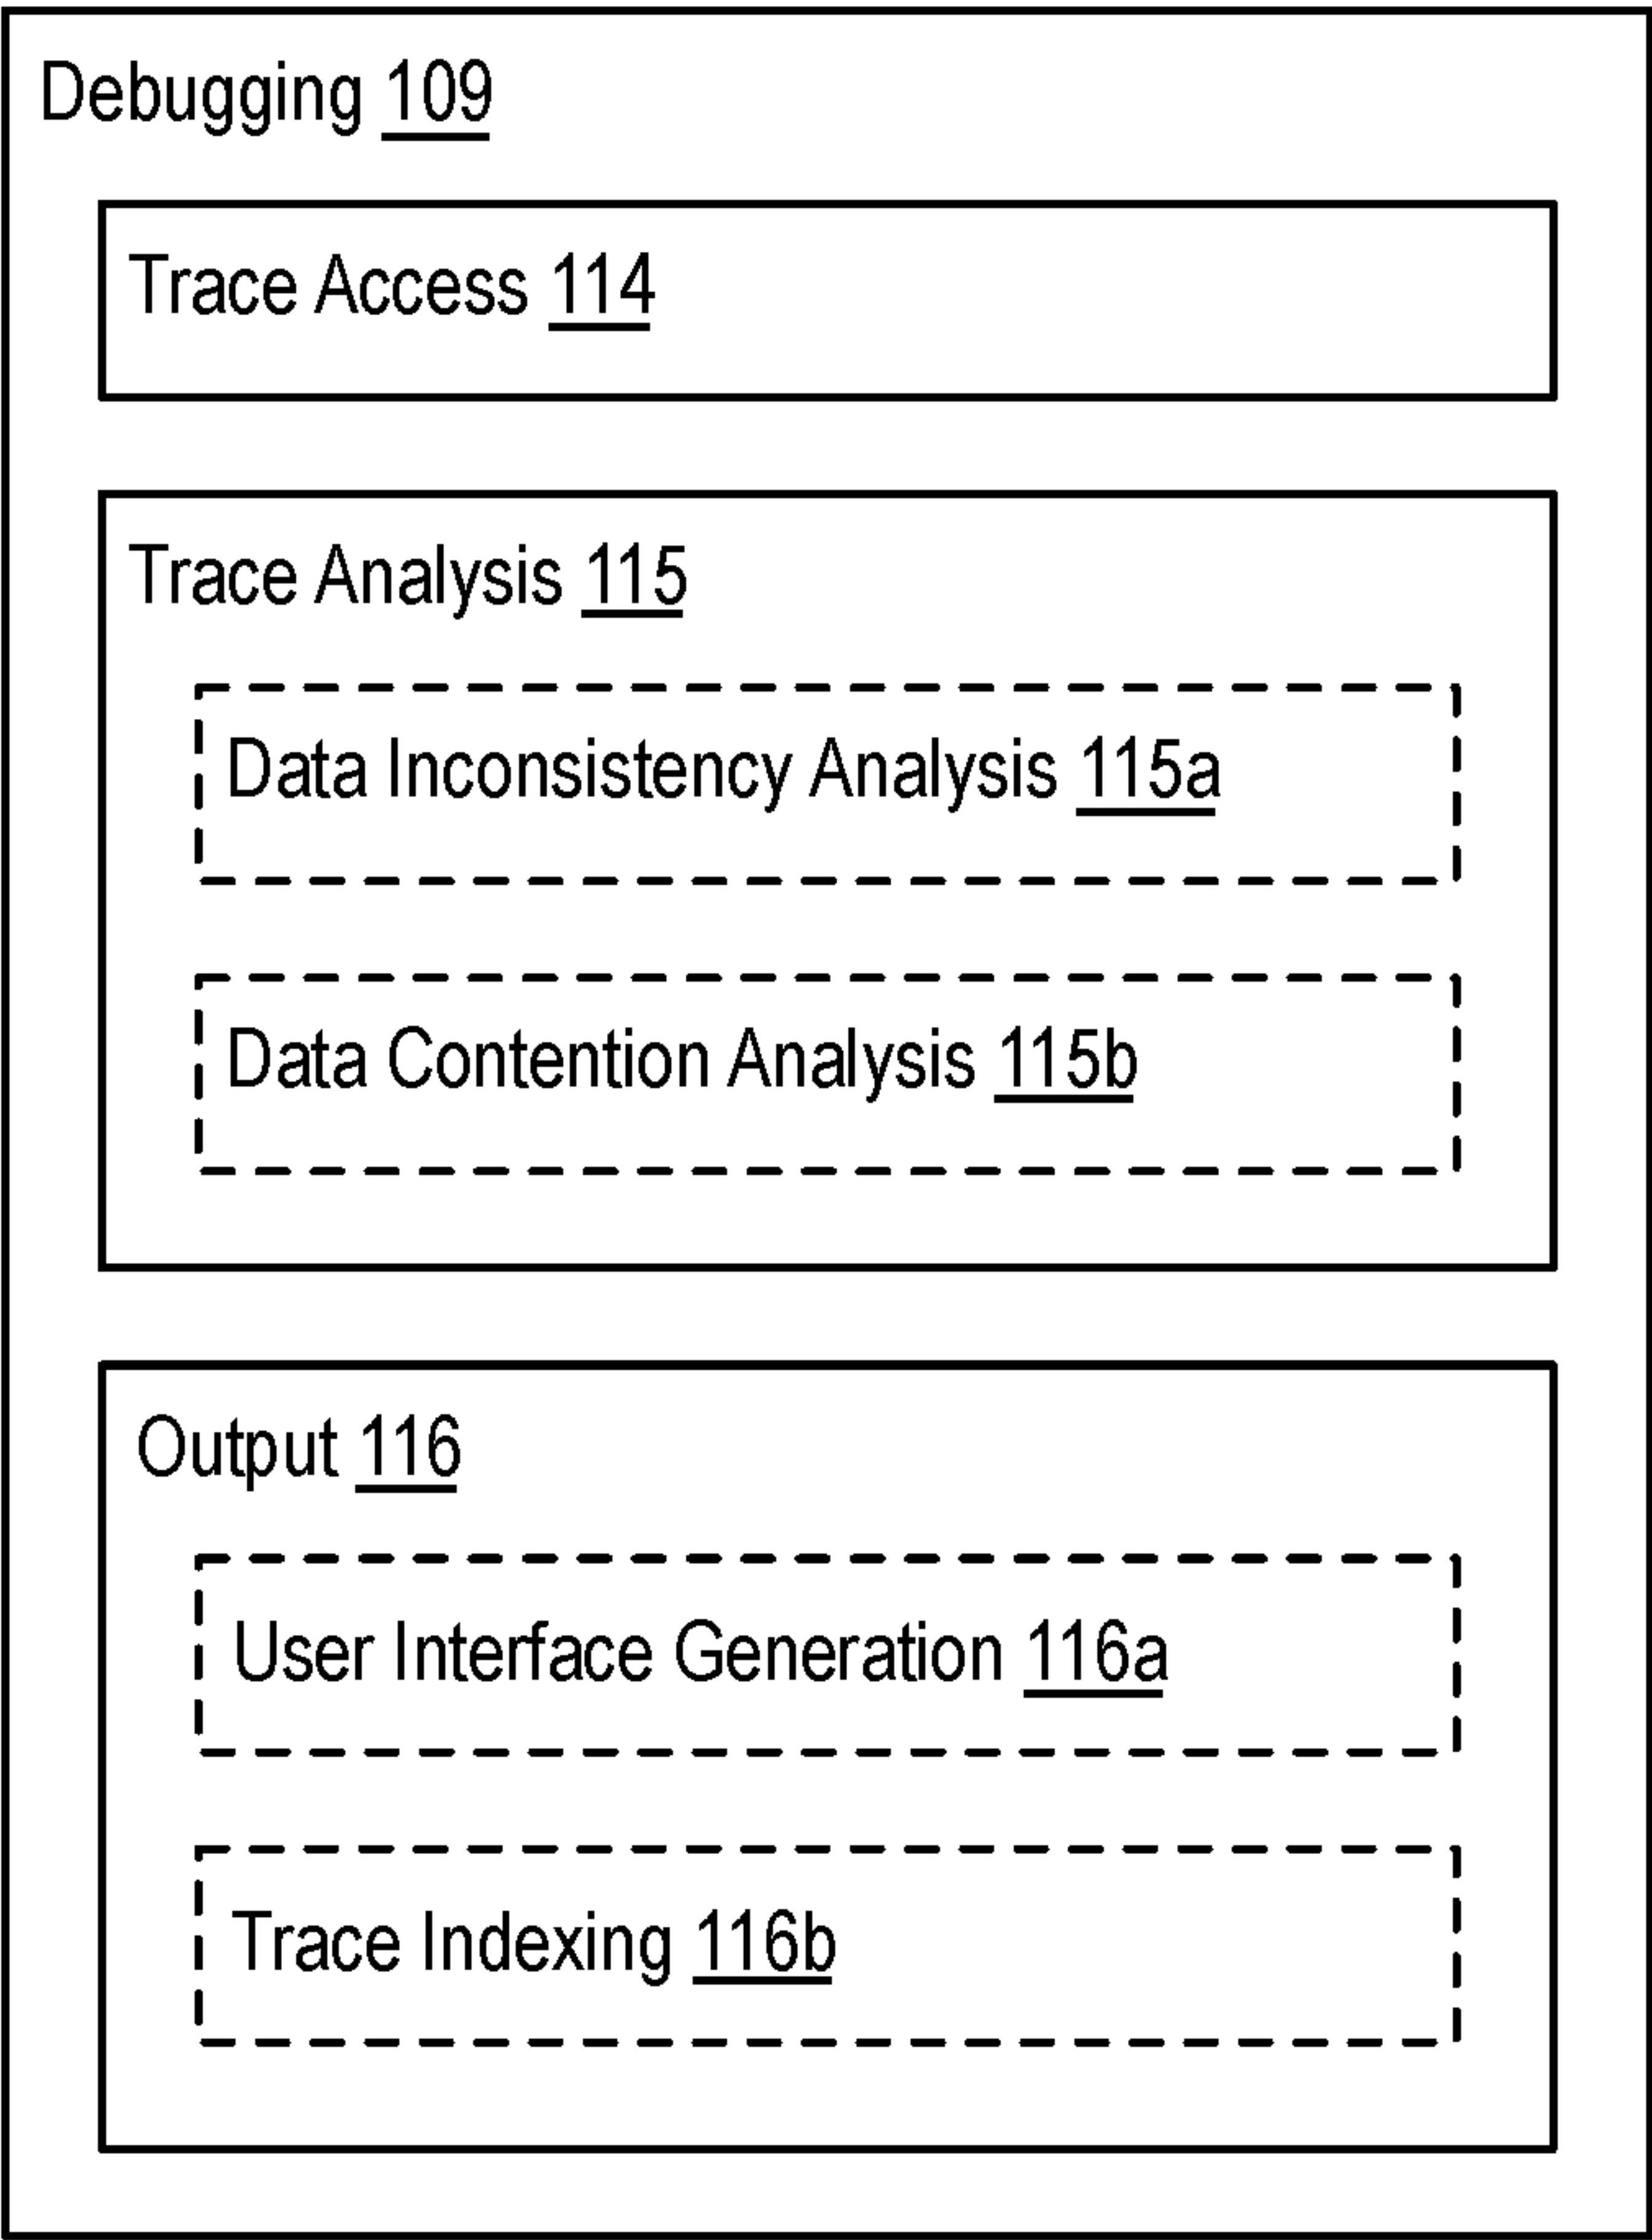 Debugging 109
Trace Access 114
Trace Analysis 115
Data Inconsistency Analysis 115a
Data Contention Analysis 115b
Output 116
User Interface Generation 116a
Trace Indexing 116b